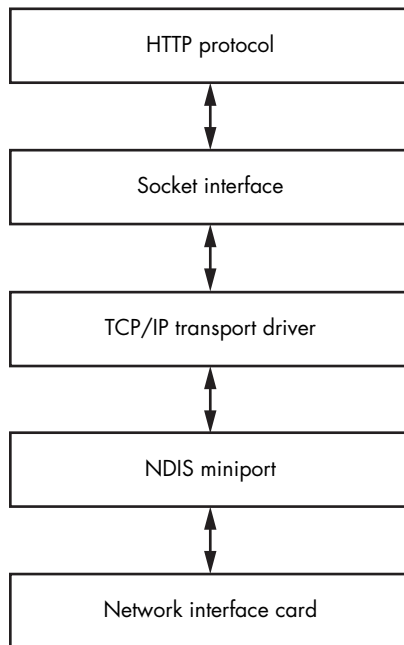 HTTP protocol
Socket interface
TCP/IP transport driver
NDIS miniport
Network interface card